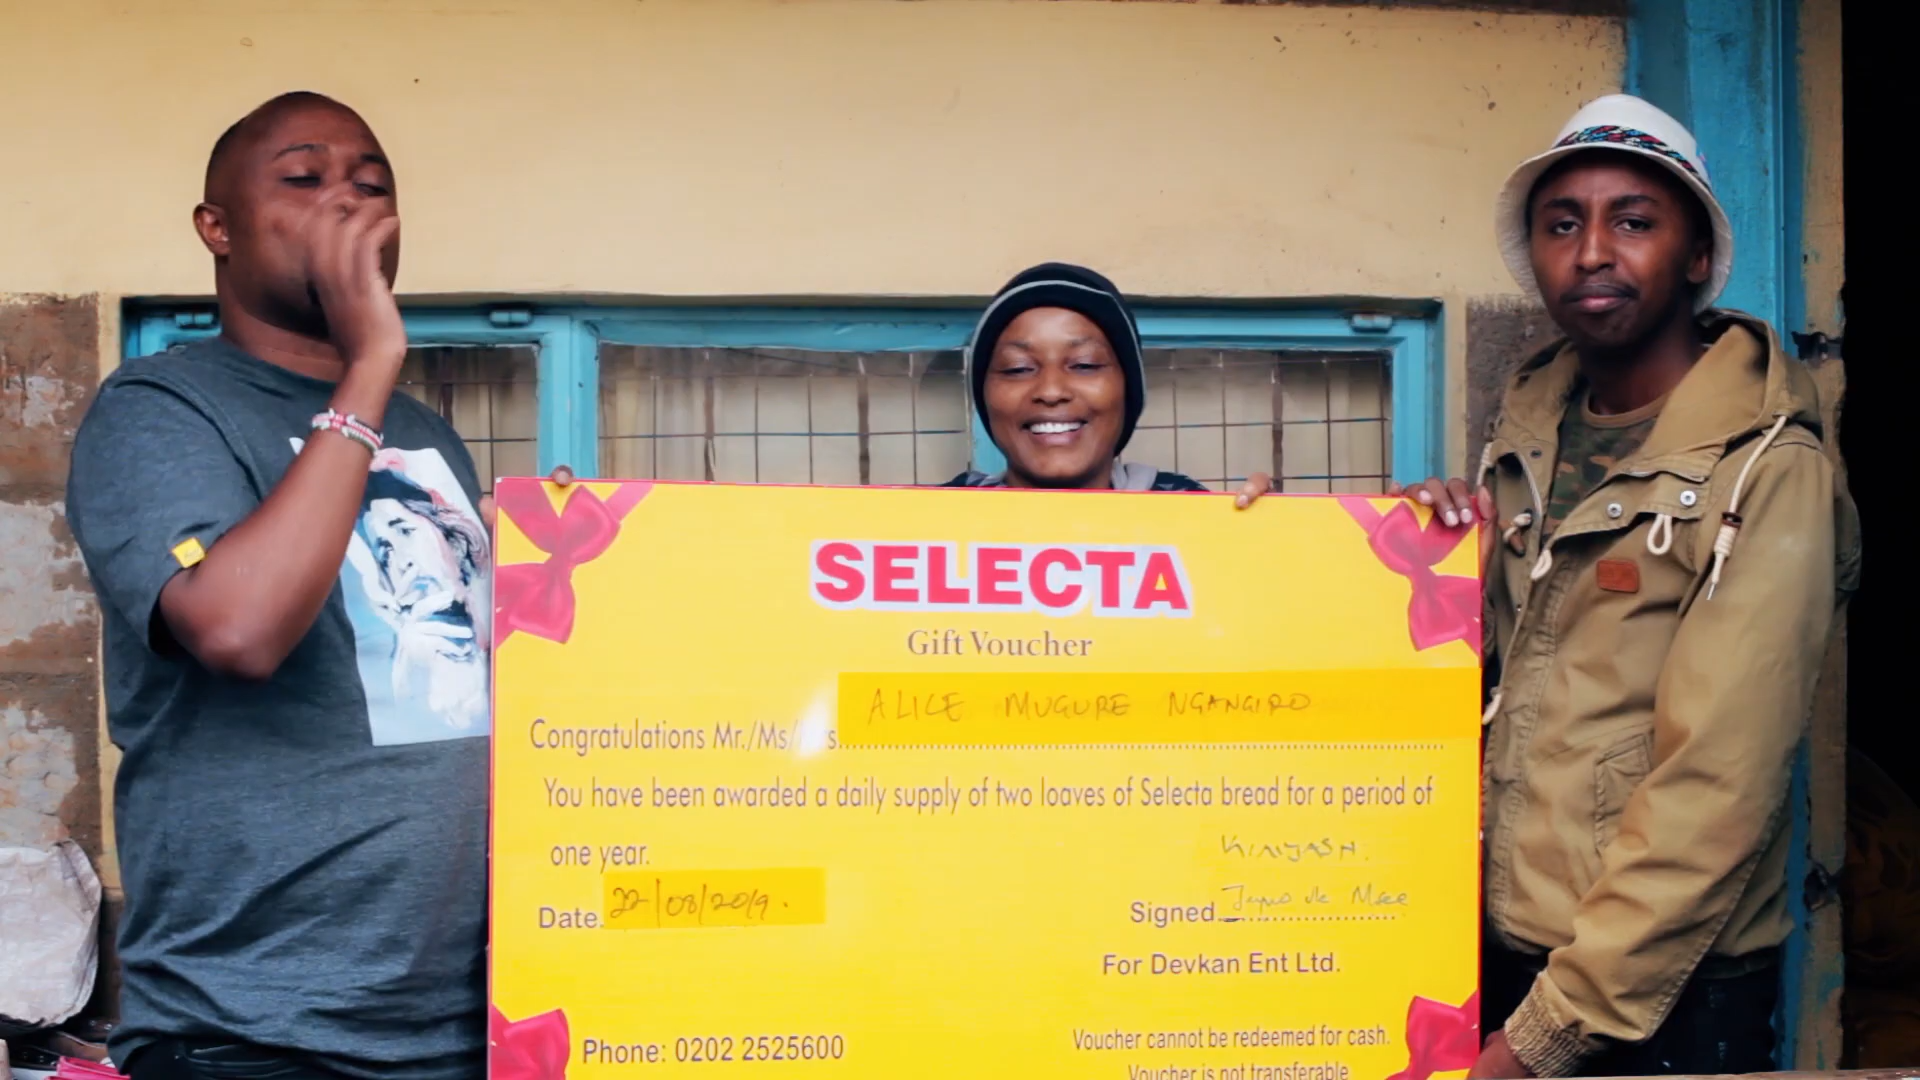 SELECTA
Gift Voucher
ALICE MUGURE NGANGIRO
Congratulations Mr./Ms/
You have been awarded a daily supply of two loaves of Selecta bread for a period of
one year.
Date. 22/08/2019.
Signed
For Devkan Ent Ltd.
Phone: 0202 2525600
Voucher cannot be redeemed for cash.
Voucher is not transferable